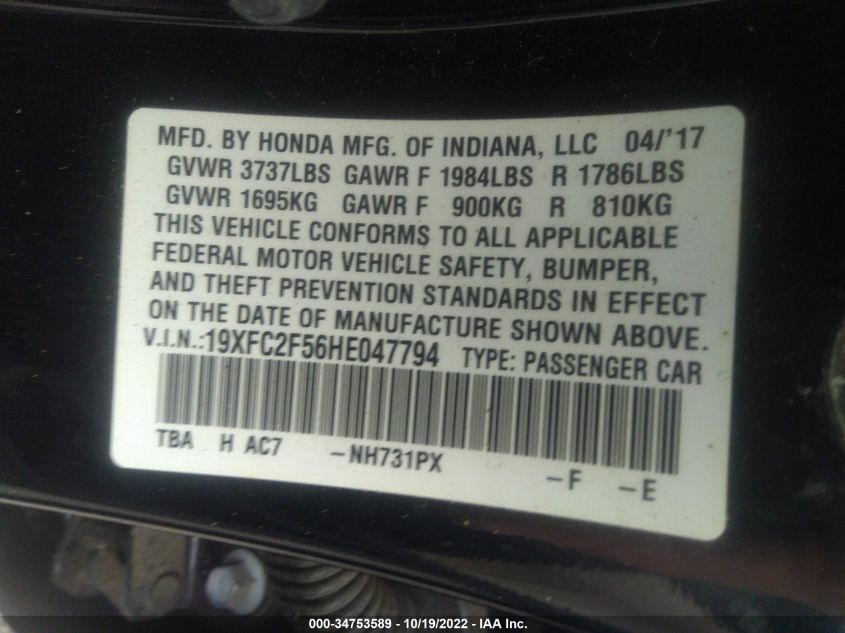 MFD. BY HONDA MFG. OF INDIANA, LLC 04/'17
GVWR 3737LBS GAWR F 1984LBS R 1786LBS
GVWR 1695KG GAWR F 900KG R 810KG
THIS VEHICLE CONFORMS TO ALL APPLICABLE
FEDERAL MOTOR VEHICLE SAFETY, BUMPER,
AND THEFT PREVENTION STANDARDS IN EFFECT
ON THE DATE OF MANUFACTURE SHOWN ABOVE.
V.I.N.:19XFC2F56HE047794 TYPE: PASSENGER CAR
TBA H AC7 –NH731PX –F –E
000-34753589 - 10/19/2022 - IAA Inc.